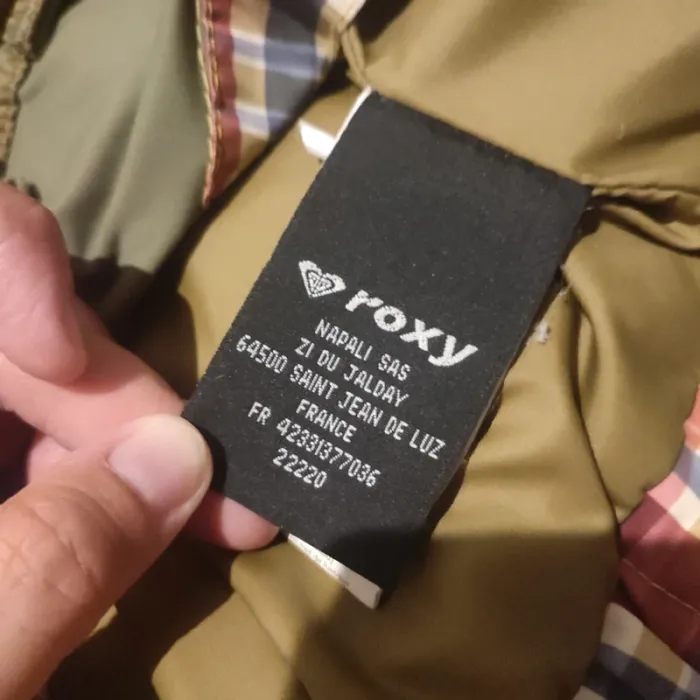 roxy
NAPALI SAS
ZI DU JALDAY
64500 SAINT JEAN DE LUZ
FRANCE
FR 42331377036
22220